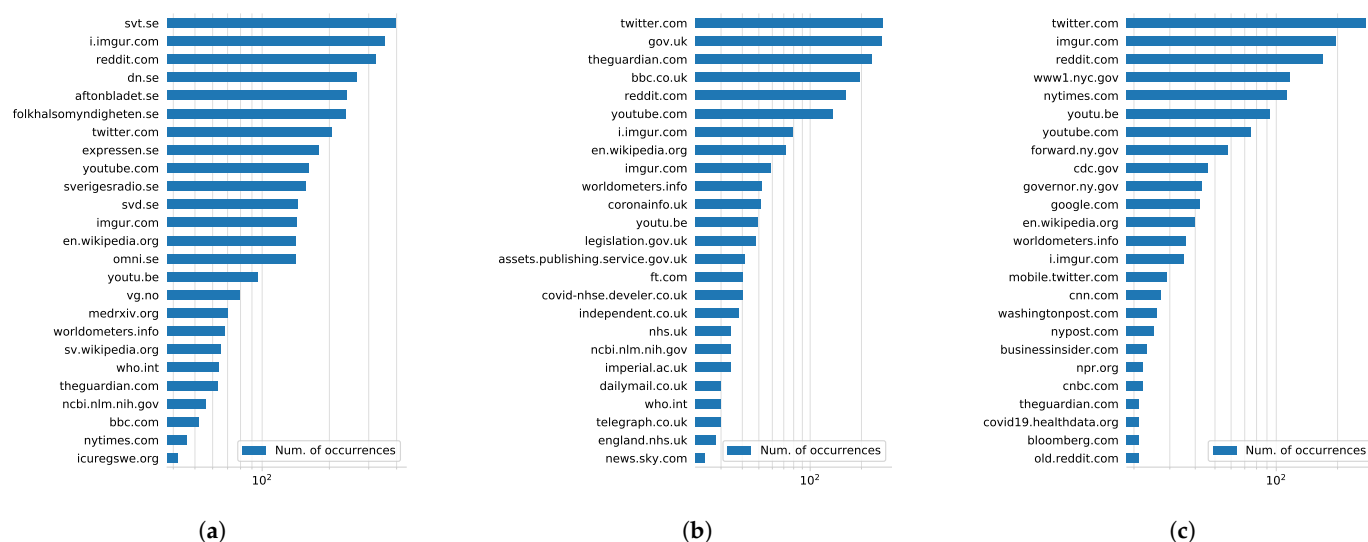 svt.se
i.imgur.com
reddit.com
dn.se
aftonbladet.se
folkhalsomyndigheten.se
twitter.com
expressen.se
youtube.com
sverigesradio.se
svd.se
imgur.com
en.wikipedia.org
omni.se
youtu.be
vg.no
medrxiv.org
worldometers.info
sv.wikipedia.org
who.int
theguardian.com
ncbi.nlm.nih.gov
bbc.com
nytimes.com
icuregswe.org
Num. of occurrences
10²
(a)
twitter.com
gov.uk
theguardian.com
bbc.co.uk
reddit.com
youtube.com
i.imgur.com
en.wikipedia.org
imgur.com
worldometers.info
coronainfo.uk
youtu.be
legislation.gov.uk
assets.publishing.service.gov.uk
ft.com
covid-nhse.develer.co.uk
independent.co.uk
nhs.uk
ncbi.nlm.nih.gov
imperial.ac.uk
dailymail.co.uk
who.int
telegraph.co.uk
england.nhs.uk
news.sky.com
Num. of occurrences
10²
(b)
twitter.com
imgur.com
reddit.com
www1.nyc.gov
nytimes.com
youtu.be
youtube.com
forward.ny.gov
cdc.gov
governor.ny.gov
google.com
en.wikipedia.org
worldometers.info
i.imgur.com
mobile.twitter.com
cnn.com
washingtonpost.com
nypost.com
businessinsider.com
npr.org
cnbc.com
theguardian.com
covid19.healthdata.org
bloomberg.com
old.reddit.com
Num. of occurrences
10²
(c)